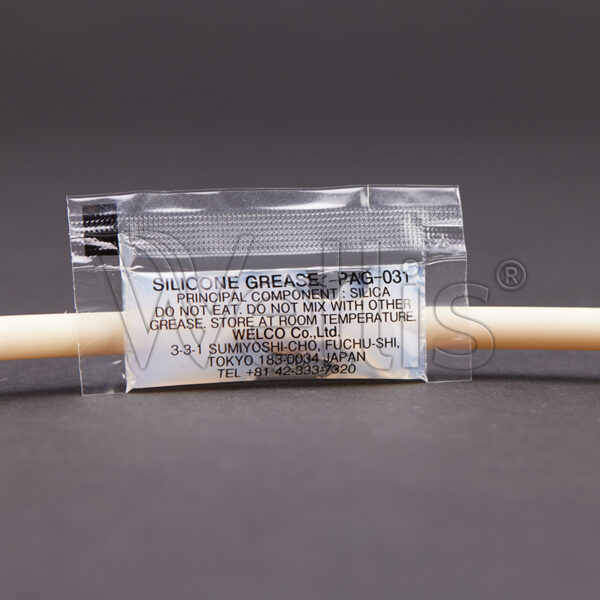 SILICONE GREASE -PAG-031
PRINCIPAL COMPONENT : SILICA
DO NOT EAT. DO NOT MIX WITH OTHER
GREASE. STORE AT ROOM TEMPERATURE.
WELCO Co.,Ltd.
3-3-1 SUMIYOSHI-CHO, FUCHU-SHI,
TOKYO 183-0034 JAPAN
TEL +81 42-333-7320
Wallis®